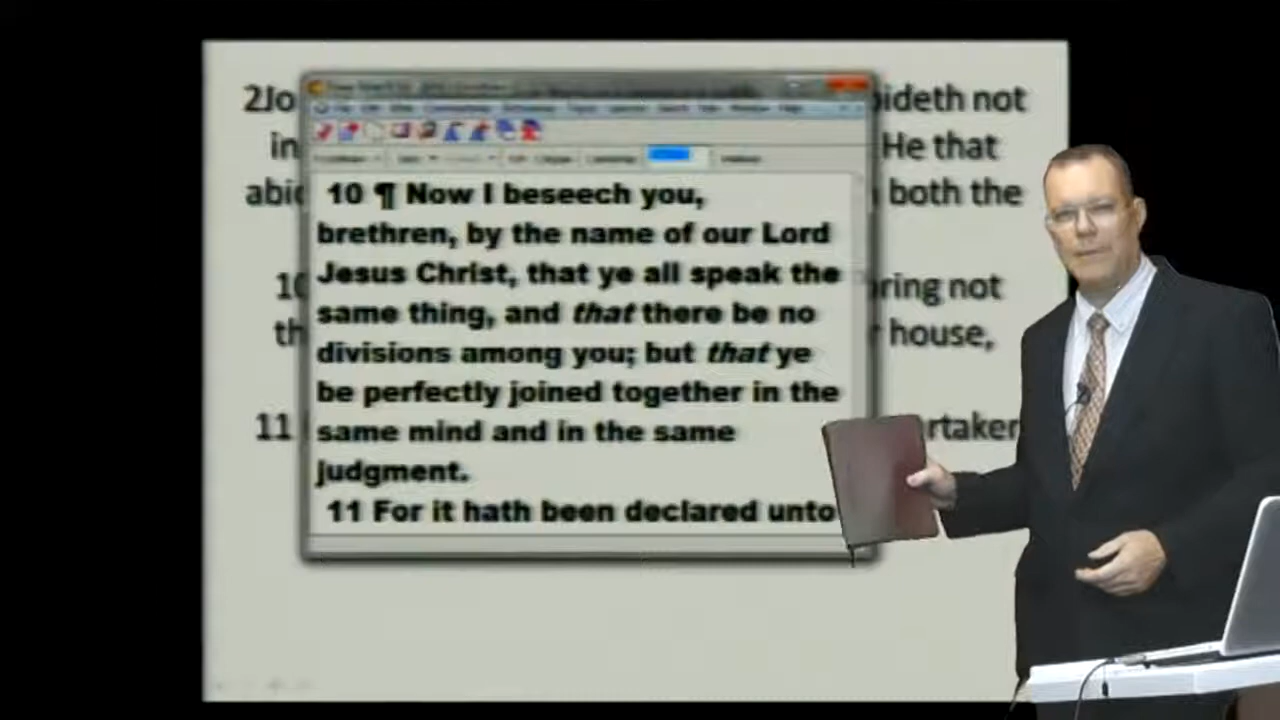 2Jo
bideth not
in
He that
both the
10
bring not
th
house,
11
rtaker
10 ¶ Now I beseech you,
brethren, by the name of our Lord
Jesus Christ, that ye all speak the
same thing, and that there be no
divisions among you; but that ye
be perfectly joined together in the
same mind and in the same
judgment.
11 For it hath been declared unto